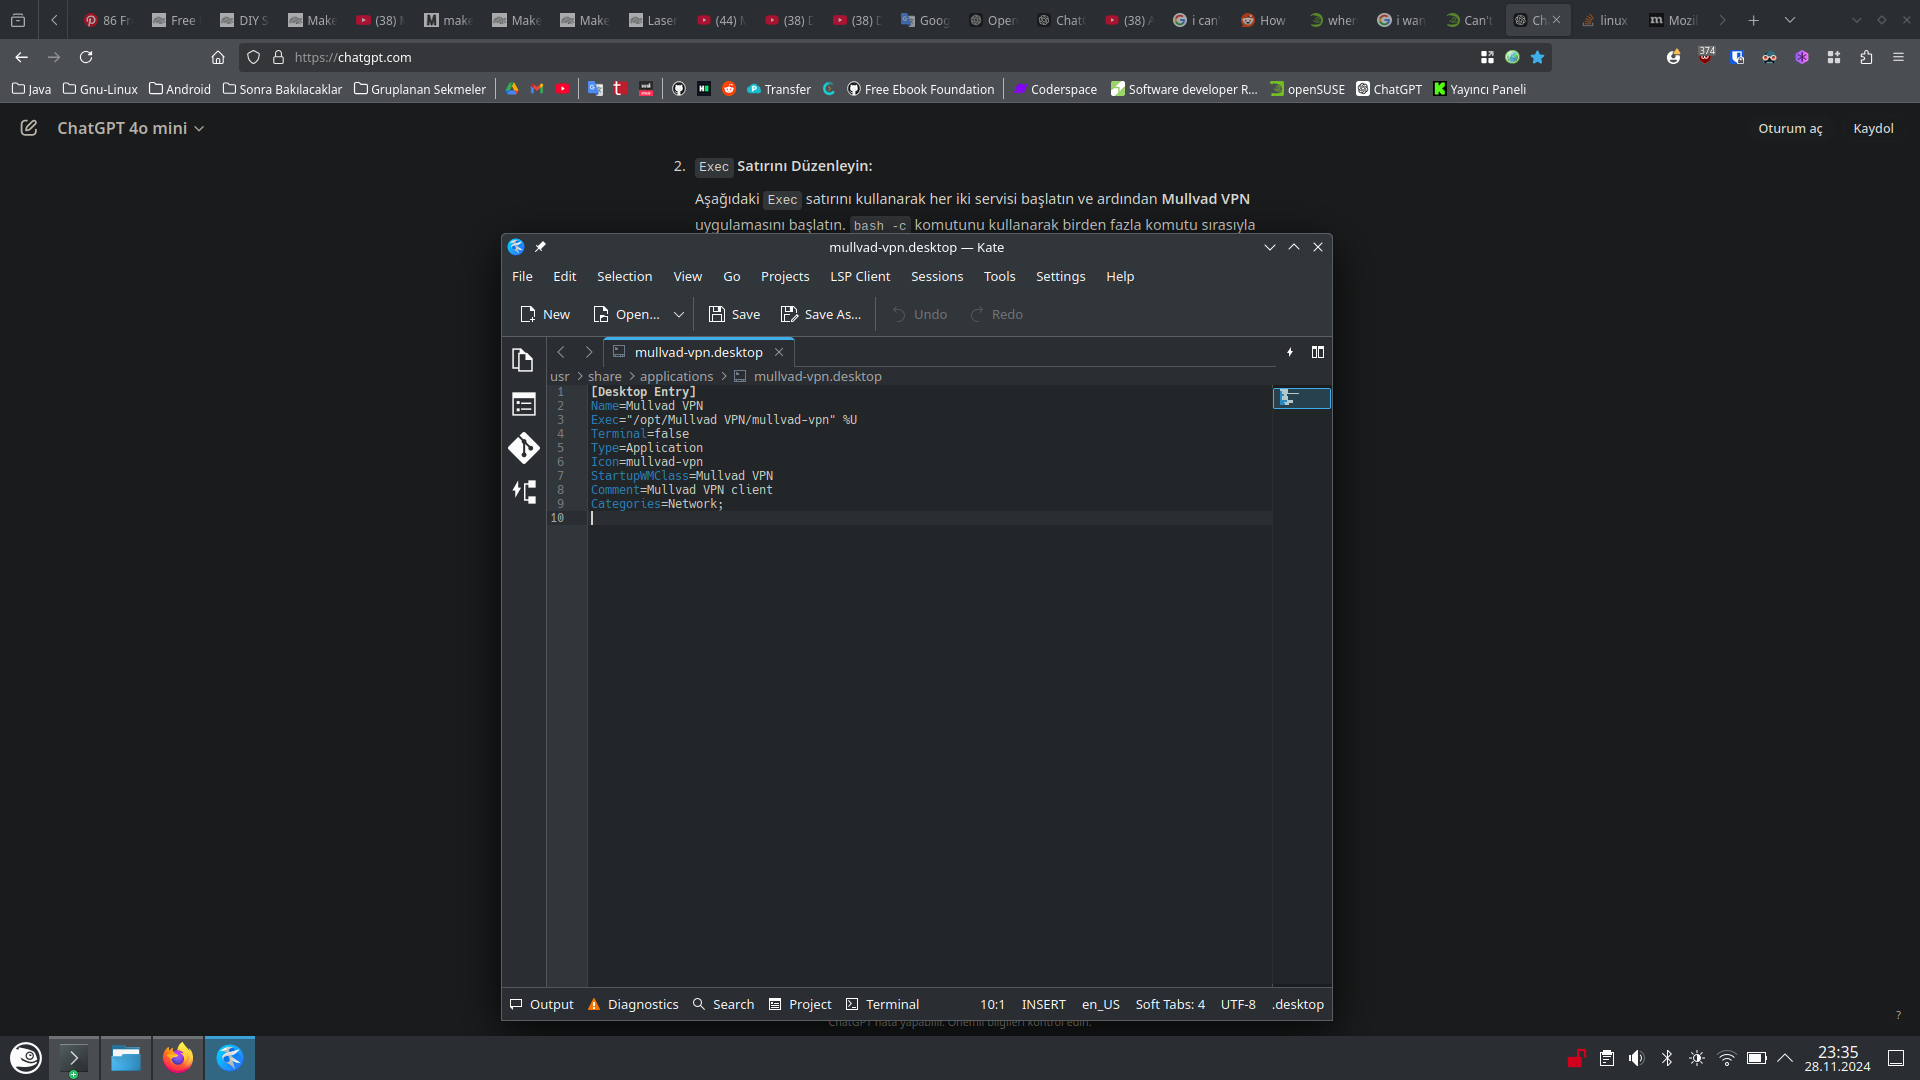 86 Fr
Free
DIY S
Make
(38) M
make
Make
Make
Laser
(44) M
(38) D
(38) D
Goog
Open
ChatG
(38) A
i can'
How
wher
i wan
Can't
Ch
linux
Mozil
https://chatgpt.com
374
Java
Gnu-Linux
Android
Sonra Bakılacaklar
Gruplanan Sekmeler
Transfer
Free Ebook Foundation
Coderspace
Software developer R...
openSUSE
ChatGPT
Yayıncı Paneli
ChatGPT 4o mini
Oturum aç
Kaydol
2. Exec Satırını Düzenleyin:
Aşağıdaki Exec satırını kullanarak her iki servisi başlatın ve ardından Mullvad VPN
uygulamasını başlatın. bash -c komutunu kullanarak birden fazla komutu sırasıyla
mullvad-vpn.desktop — Kate
File Edit Selection View Go Projects LSP Client Sessions Tools Settings Help
New Open... Save Save As... Undo Redo
mullvad-vpn.desktop
usr > share > applications > mullvad-vpn.desktop
1 [Desktop Entry]
2 Name=Mullvad VPN
3 Exec="/opt/Mullvad VPN/mullvad-vpn" %U
4 Terminal=false
5 Type=Application
6 Icon=mullvad-vpn
7 StartupWMClass=Mullvad VPN
8 Comment=Mullvad VPN client
9 Categories=Network;
10
Output Diagnostics Search Project Terminal 10:1 INSERT en_US Soft Tabs: 4 UTF-8 .desktop
ChatGPT hata yapabilir. Önemli bilgileri kontrol edin.
?
23:35
28.11.2024